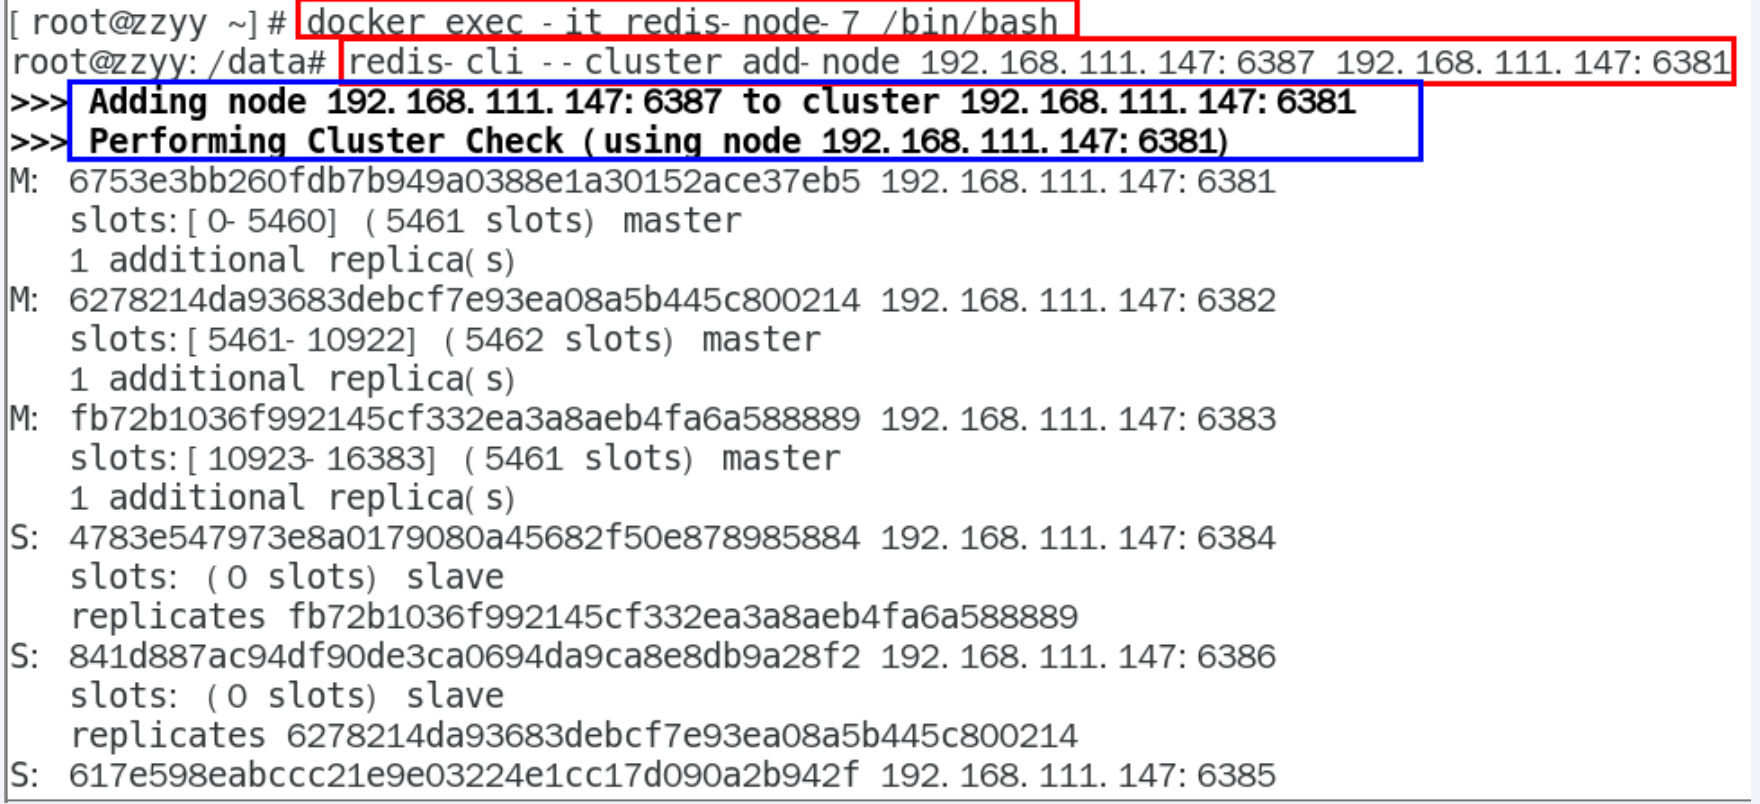 [root@zzyy ~]# docker exec -it redis-node-7 /bin/bash
root@zzyy:/data# redis-cli --cluster add-node 192.168.111.147:6387 192.168.111.147:6381
>>> Adding node 192.168.111.147:6387 to cluster 192.168.111.147:6381
>>> Performing Cluster Check (using node 192.168.111.147:6381)
M: 6753e3bb260fdb7b949a0388e1a30152ace37eb5 192.168.111.147:6381
   slots:[0-5460] (5461 slots) master
   1 additional replica(s)
M: 6278214da93683debcf7e93ea08a5b445c800214 192.168.111.147:6382
   slots:[5461-10922] (5462 slots) master
   1 additional replica(s)
M: fb72b1036f992145cf332ea3a8aeb4fa6a588889 192.168.111.147:6383
   slots:[10923-16383] (5461 slots) master
   1 additional replica(s)
S: 4783e547973e8a0179080a45682f50e878985884 192.168.111.147:6384
   slots: (0 slots) slave
   replicates fb72b1036f992145cf332ea3a8aeb4fa6a588889
S: 841d887ac94df90de3ca0694da9ca8e8db9a28f2 192.168.111.147:6386
   slots: (0 slots) slave
   replicates 6278214da93683debcf7e93ea08a5b445c800214
S: 617e598eabccc21e9e03224e1cc17d090a2b942f 192.168.111.147:6385